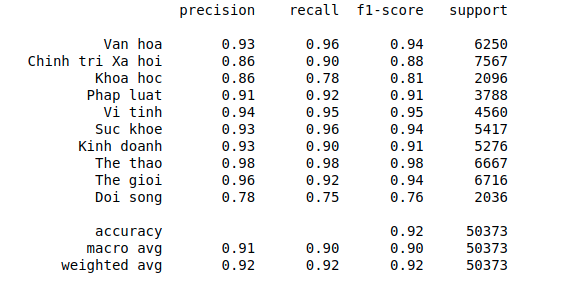 precision recall f1-score support
Van hoa 0.93 0.96 0.94 6250
Chinh tri Xa hoi 0.86 0.90 0.88 7567
Khoa hoc 0.86 0.78 0.81 2096
Phap luat 0.91 0.92 0.91 3788
Vi tinh 0.94 0.95 0.95 4560
Suc khoe 0.93 0.96 0.94 5417
Kinh doanh 0.93 0.90 0.91 5276
The thao 0.98 0.98 0.98 6667
The gioi 0.96 0.92 0.94 6716
Doi song 0.78 0.75 0.76 2036
accuracy 0.92 50373
macro avg 0.91 0.90 0.90 50373
weighted avg 0.92 0.92 0.92 50373